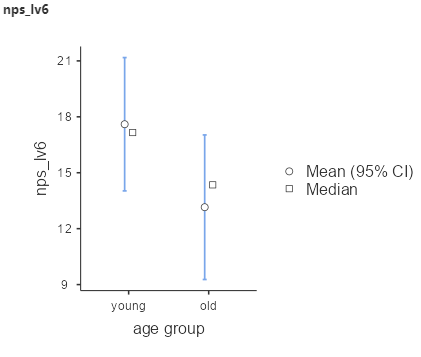 nps_lv6
21
18
15
12
9
nps_lv6
young old
age group
Mean (95% CI)
Median